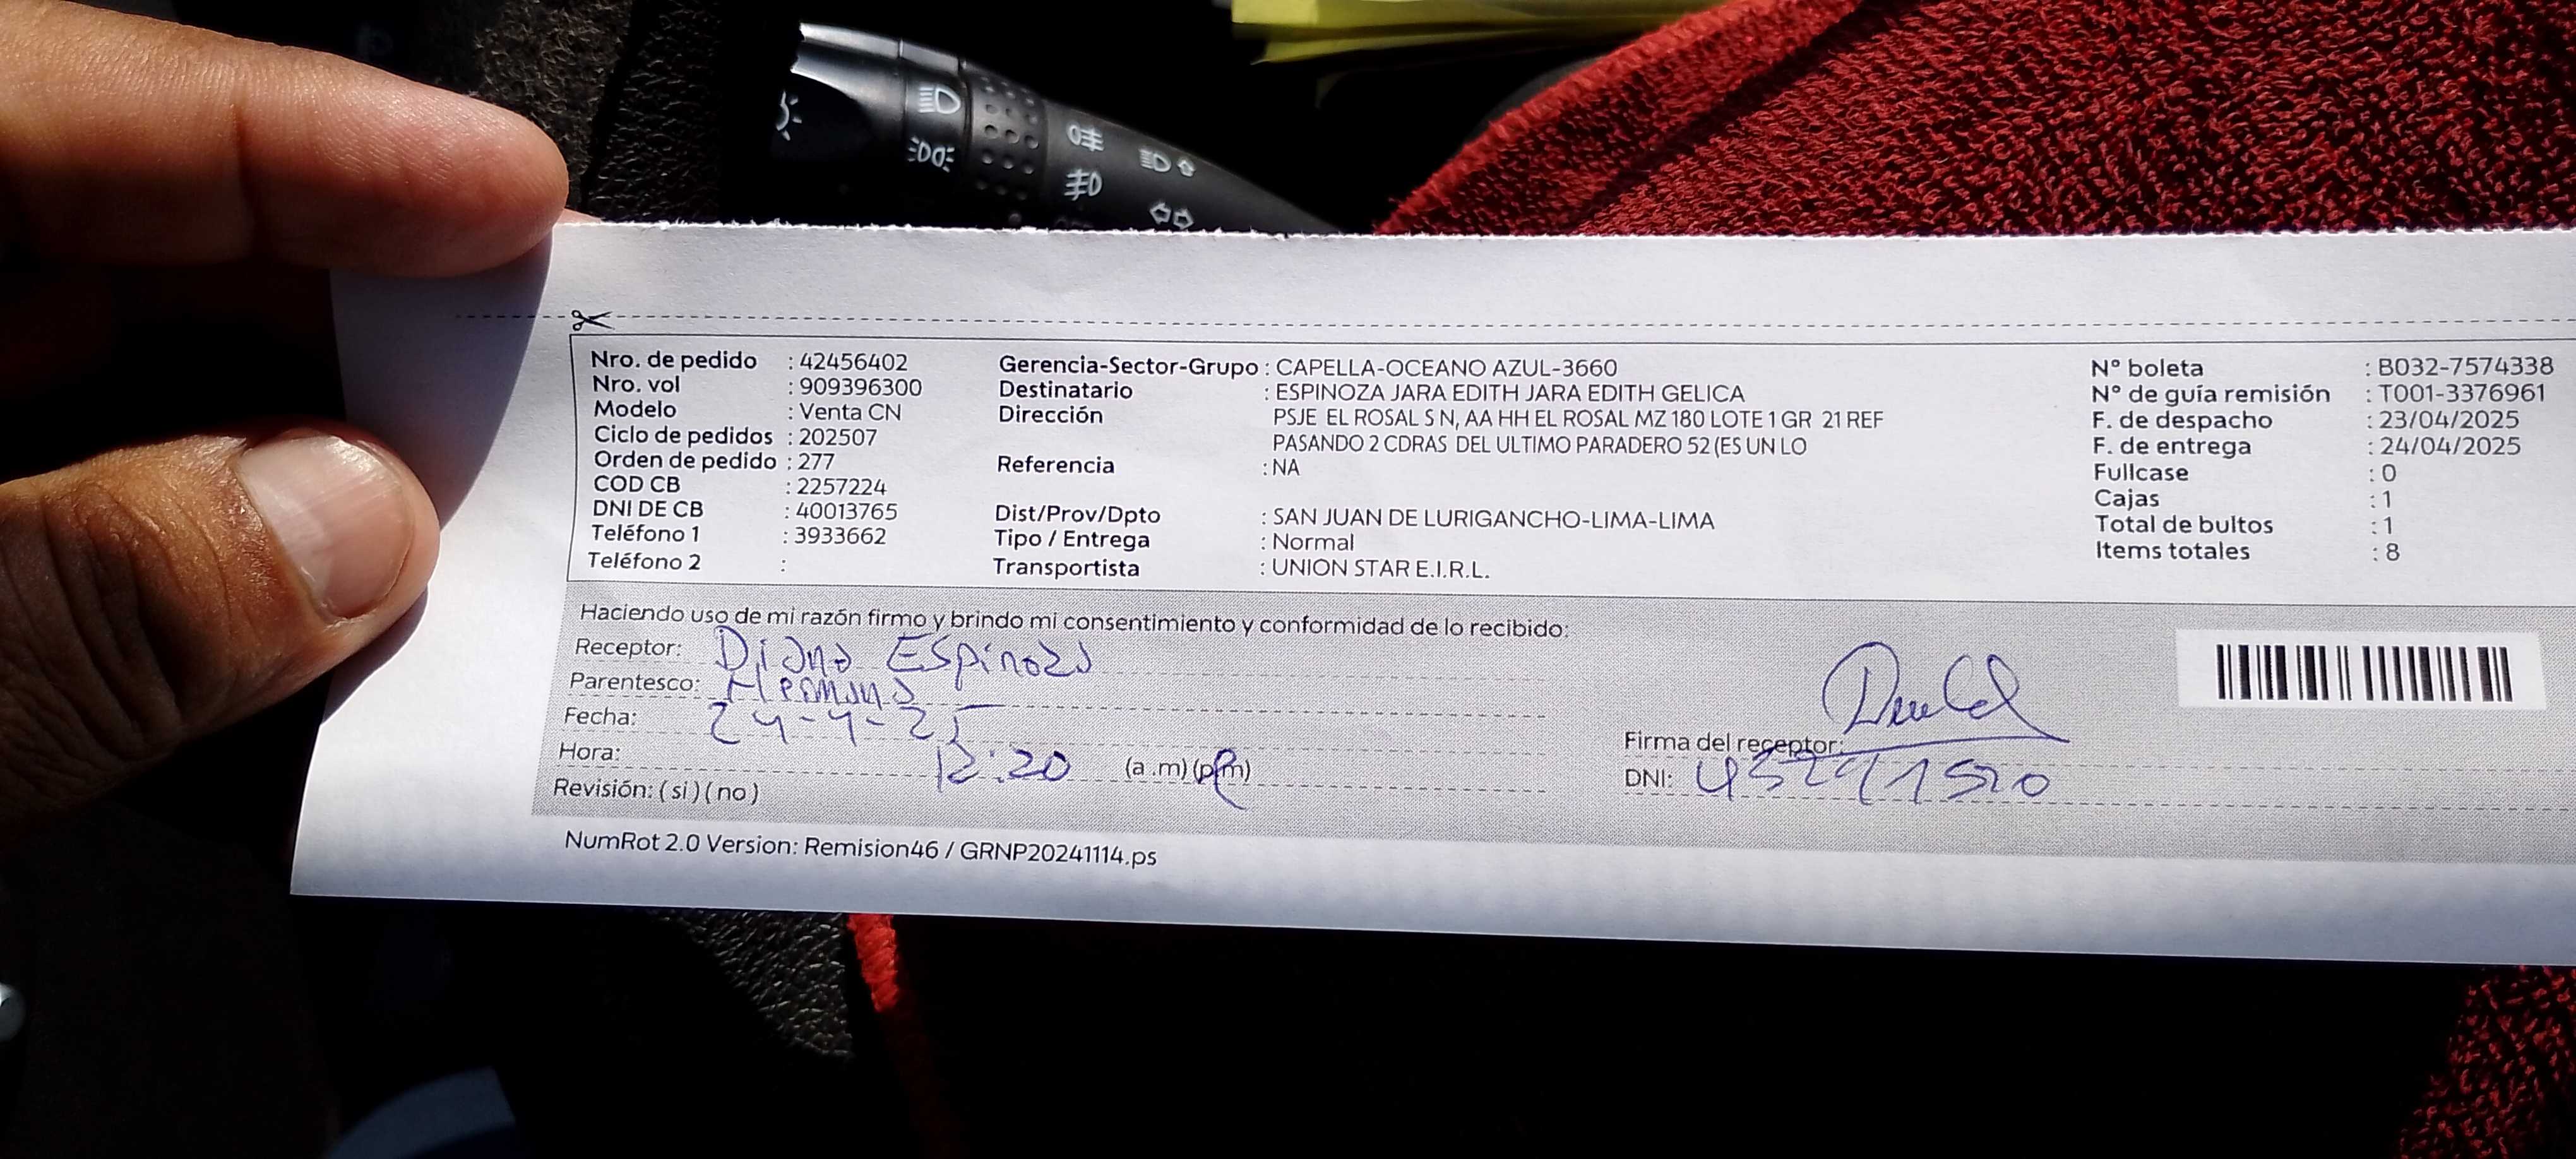 Nro. de pedido : 42456402
Nro. vol : 909396300
Modelo : Venta CN
Ciclo de pedidos : 202507
Orden de pedido : 277
COD CB : 2257224
DNI DE CB : 40013765
Teléfono 1 : 3933662
Teléfono 2 :
Gerencia-Sector-Grupo : CAPELLA-OCEANO AZUL-3660
Destinatario : ESPINOZA JARA EDITH JARA EDITH GELICA
Dirección PSJE EL ROSAL S N, AA HH EL ROSAL MZ 180 LOTE 1 GR 21 REF
PASANDO 2 CDRAS DEL ULTIMO PARADERO 52 (ES UN LO
Referencia : NA
Dist/Prov/Dpto : SAN JUAN DE LURIGANCHO-LIMA-LIMA
Tipo / Entrega : Normal
Transportista : UNION STAR E.I.R.L.
N° boleta : B032-7574338
N° de guía remisión : T001-3376961
F. de despacho : 23/04/2025
F. de entrega : 24/04/2025
Fullcase : 0
Cajas : 1
Total de bultos : 1
Items totales : 8
Haciendo uso de mi razón firmo y brindo mi consentimiento y conformidad de lo recibido:
Receptor: Diana Espinoza
Parentesco: Hermana
Fecha: 24-4-25
Hora: 12:20 (a .m) (p.m)
Revisión: ( si ) ( no )
Firma del receptor:
DNI:
NumRot 2.0 Version: Remision46 / GRNP20241114.ps